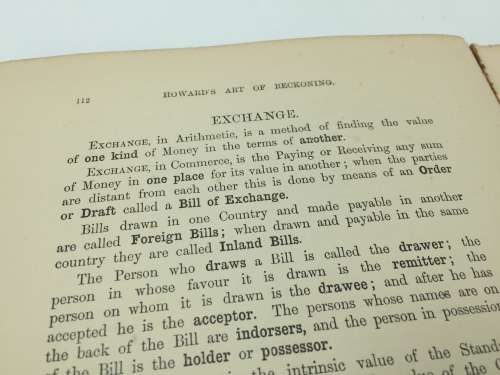 112 HOWARD'S ART OF RECKONING.
EXCHANGE.
EXCHANGE, in Arithmetic, is a method of finding the value
of one kind of Money in the terms of another.
EXCHANGE, in Commerce, is the Paying or Receiving any sum
of Money in one place for its value in another; when the parties
are distant from each other this is done by means of an Order
or Draft called a Bill of Exchange.
Bills drawn in one Country and made payable in another
are called Foreign Bills; when drawn and payable in the same
country they are called Inland Bills.
The Person who draws a Bill is called the drawer; the
person in whose favour it is drawn is the remitter; the
person on whom it is drawn is the drawee; and after he has
accepted he is the acceptor. The persons whose names are on
the back of the Bill are indorsers, and the person in possession
of the Bill is the holder or possessor.
the intrinsic value of the Stand